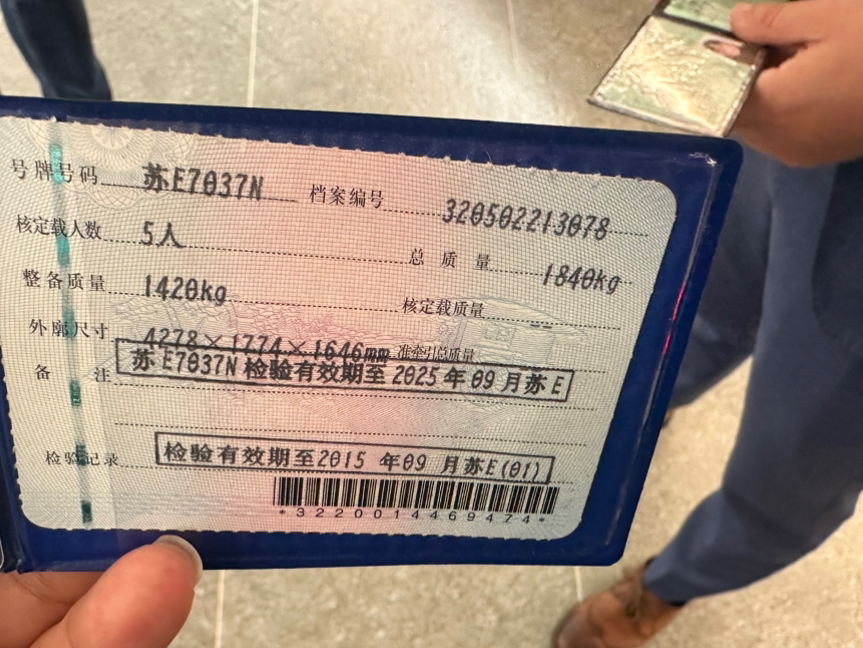 号牌号码 苏E7037N 档案编号 320502213078
核定载人数 5人 总质量 1840kg
整备质量 1420kg 核定载质量 --
外廓尺寸 4278×1774×1646mm 准牵引总质量
备注 苏E7037N检验有效期至2025年09月苏E
检验记录 检验有效期至2015年09月苏E(01)
*3220014469474*